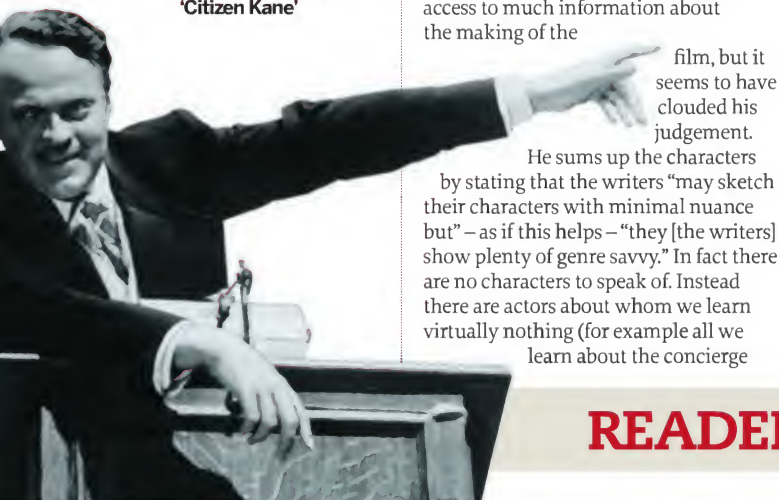 'Citizen Kane'
access to much information about
the making of the
film, but it
seems to have
clouded his
judgement.
He sums up the characters
by stating that the writers “may sketch
their characters with minimal nuance
but” – as if this helps – “they [the writers]
show plenty of genre savvy.” In fact there
are no characters to speak of. Instead
there are actors about whom we learn
virtually nothing (for example all we
learn about the concierge